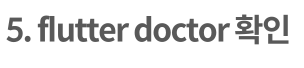 5. flutter doctor 확인